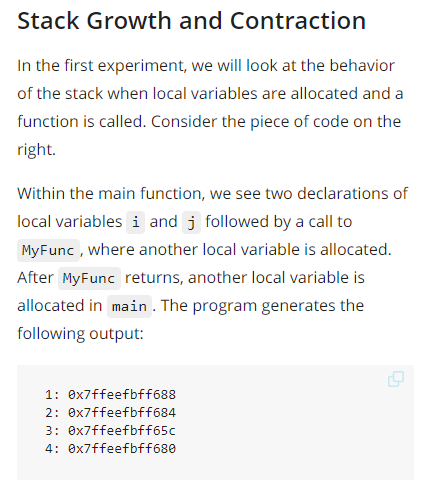 Stack Growth and Contraction
In the first experiment, we will look at the behavior
of the stack when local variables are allocated and a
function is called. Consider the piece of code on the
right.
Within the main function, we see two declarations of
local variables i and j followed by a call to
MyFunc , where another local variable is allocated.
After MyFunc returns, another local variable is
allocated in main . The program generates the
following output:
1: 0x7ffeefbff688
2: 0x7ffeefbff684
3: 0x7ffeefbff65c
4: 0x7ffeefbff680